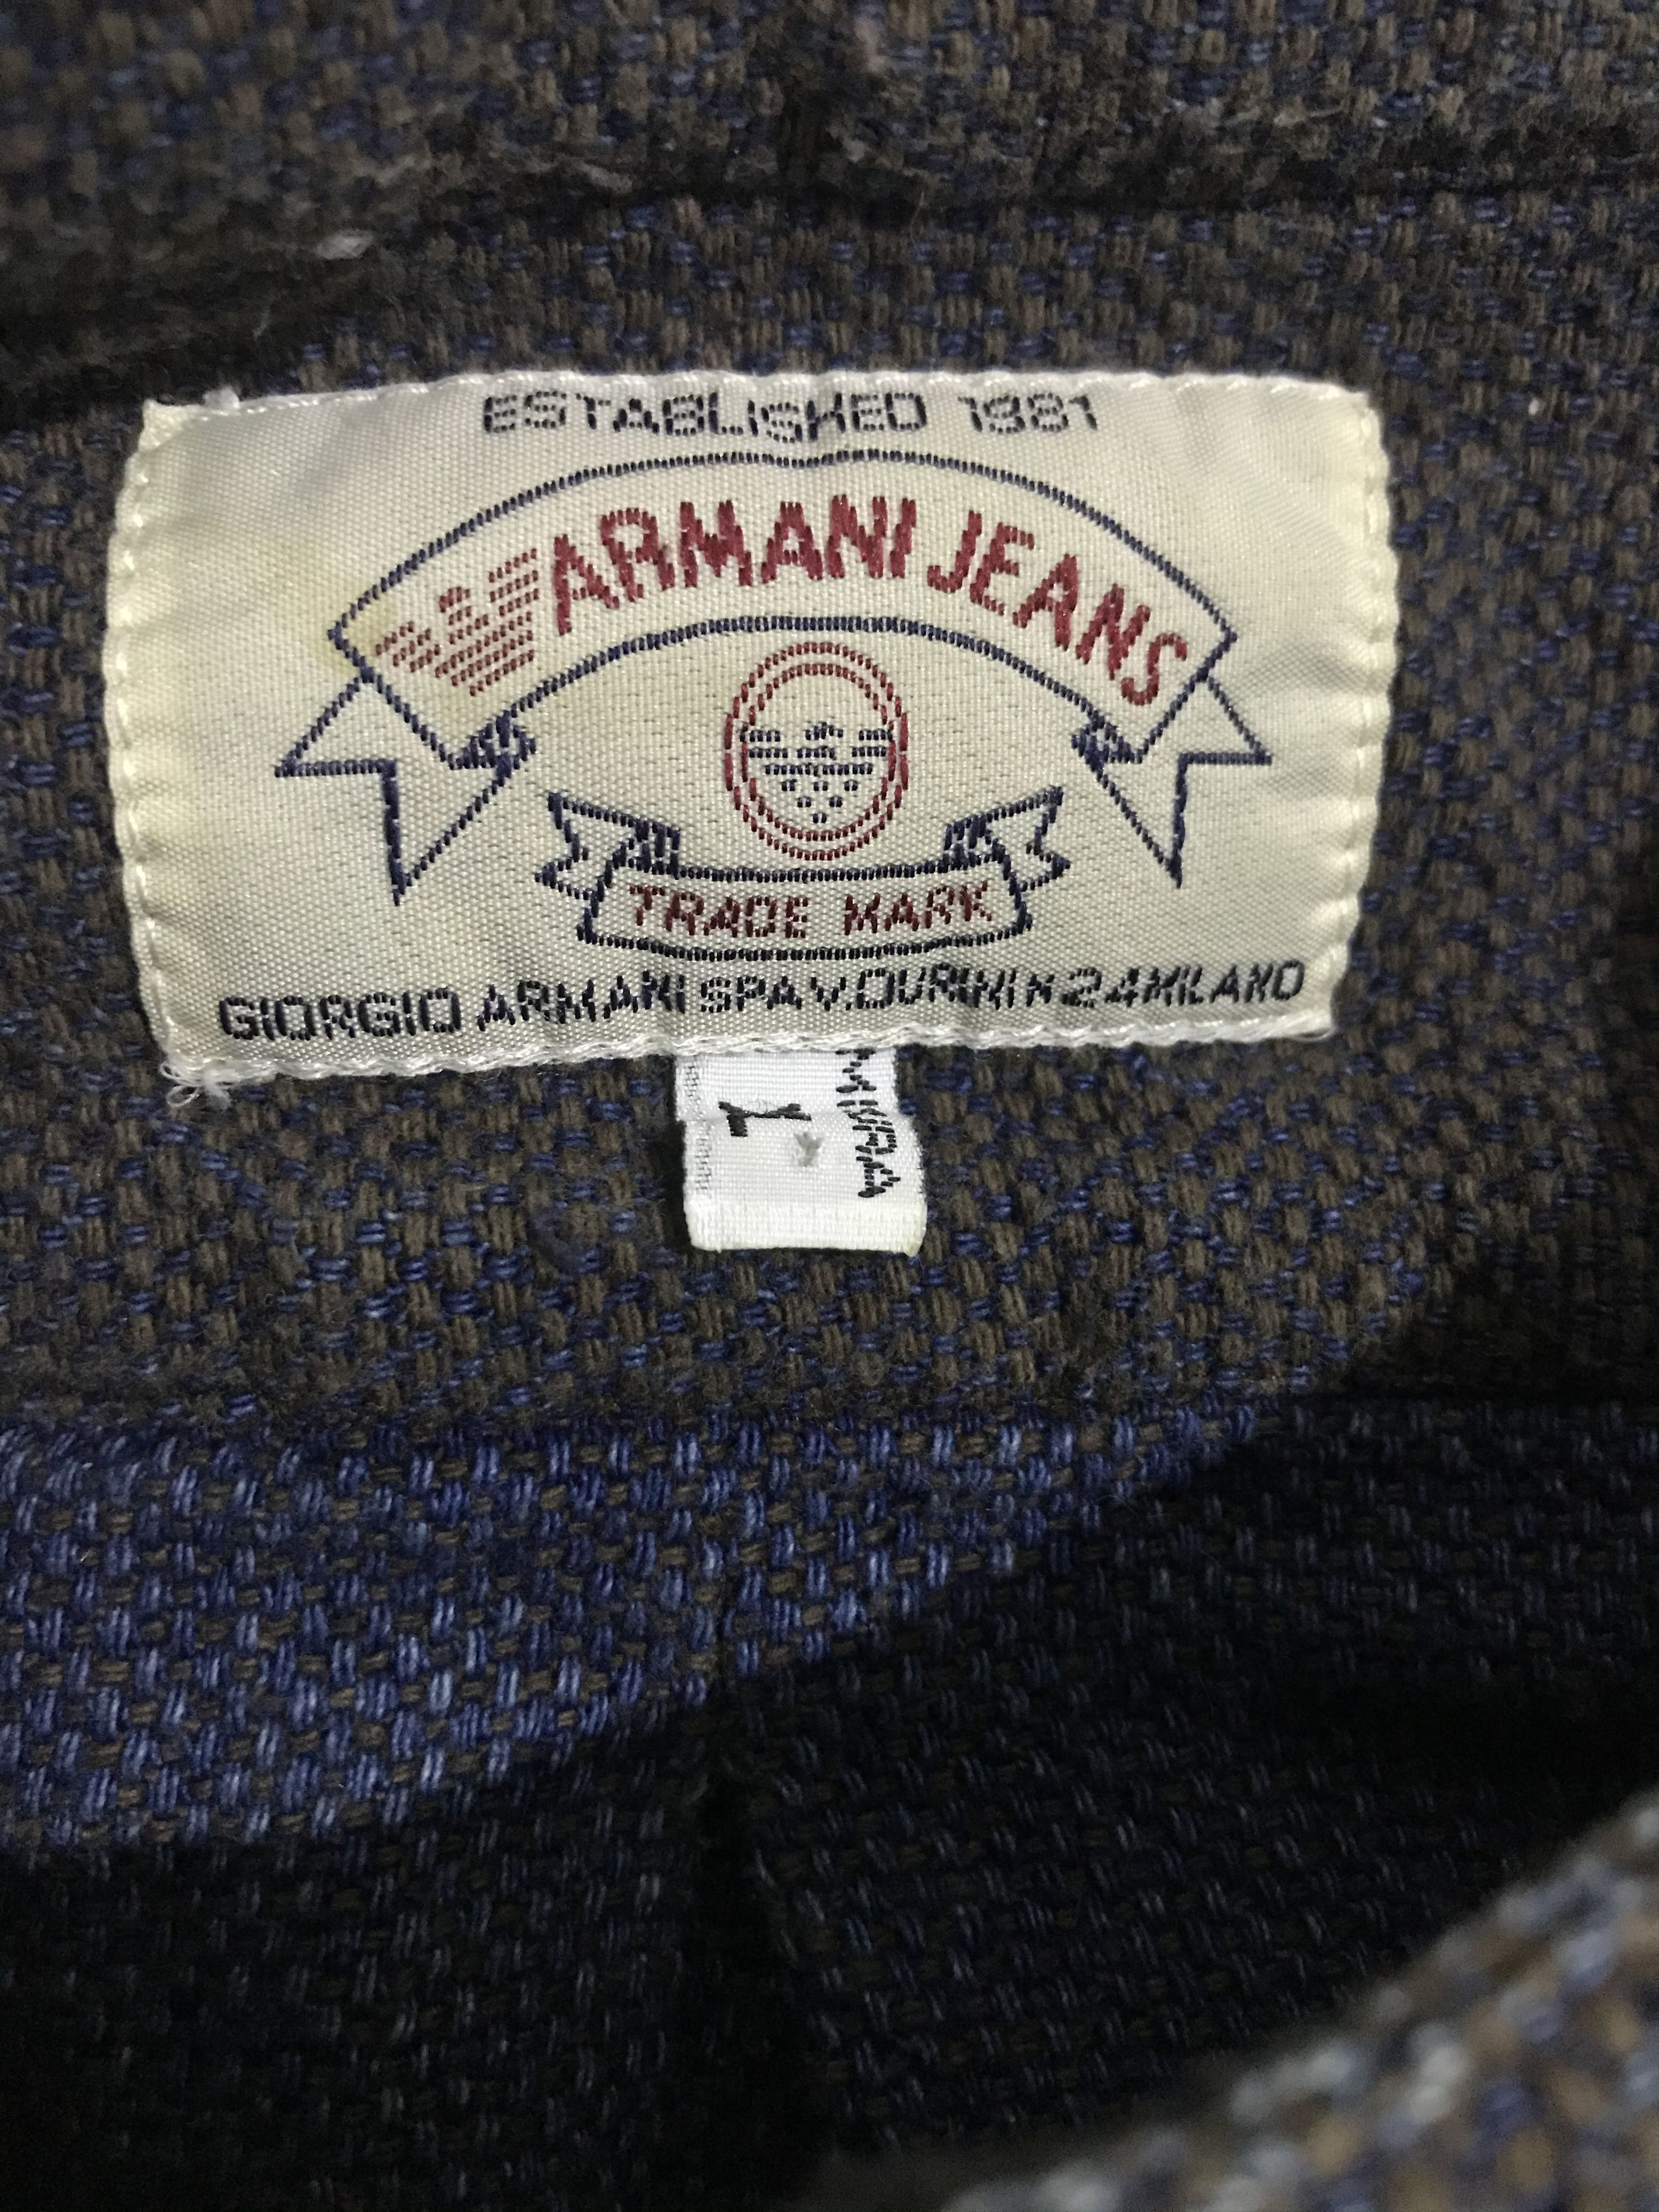 ESTABLISHED 1981
ARMANI JEANS
TRADE MARK
GIORGIO ARMANI SPA V.DURINI N 24 MILANO
L